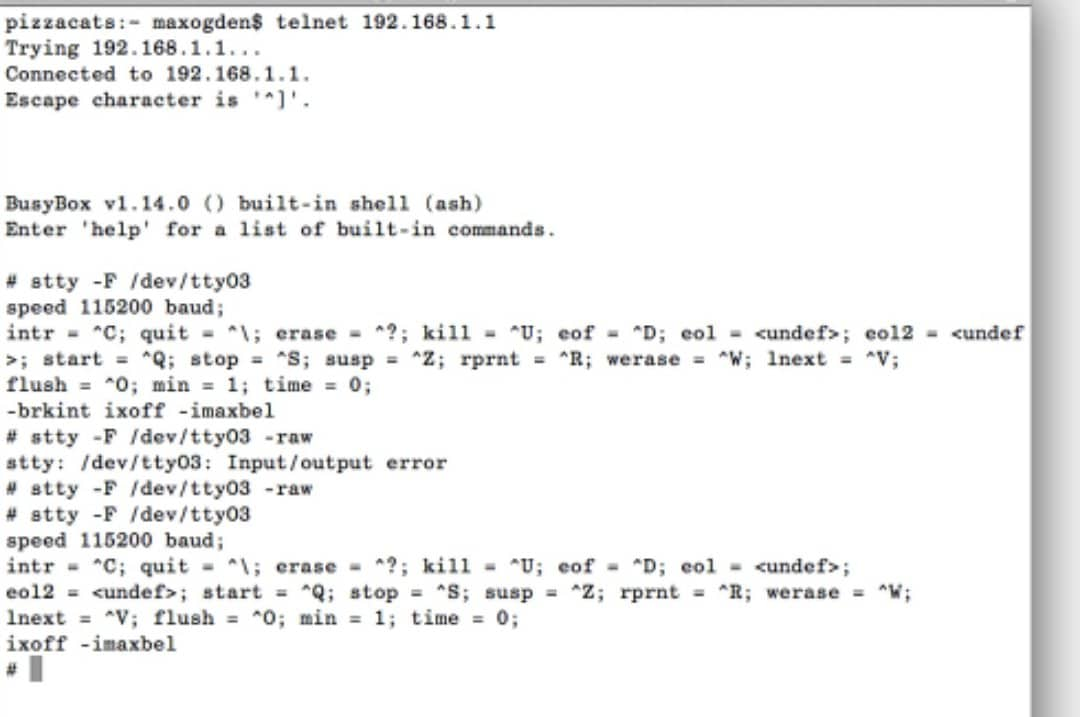 pizzacats:~ maxogden$ telnet 192.168.1.1
Trying 192.168.1.1...
Connected to 192.168.1.1.
Escape character is '^]'.
BusyBox v1.14.0 () built-in shell (ash)
Enter 'help' for a list of built-in commands.
# stty -F /dev/tty03
speed 115200 baud;
intr = ^C; quit = ^\; erase = ^?; kill = ^U; eof = ^D; eol = <undef>; eol2 = <undef
>; start = ^Q; stop = ^S; susp = ^Z; rprnt = ^R; werase = ^W; lnext = ^V;
flush = ^O; min = 1; time = 0;
-brkint ixoff -imaxbel
# stty -F /dev/tty03 -raw
stty: /dev/tty03: Input/output error
# stty -F /dev/tty03 -raw
# stty -F /dev/tty03
speed 115200 baud;
intr = ^C; quit = ^\; erase = ^?; kill = ^U; eof = ^D; eol = <undef>;
eol2 = <undef>; start = ^Q; stop = ^S; susp = ^Z; rprnt = ^R; werase = ^W;
lnext = ^V; flush = ^O; min = 1; time = 0;
ixoff -imaxbel
#